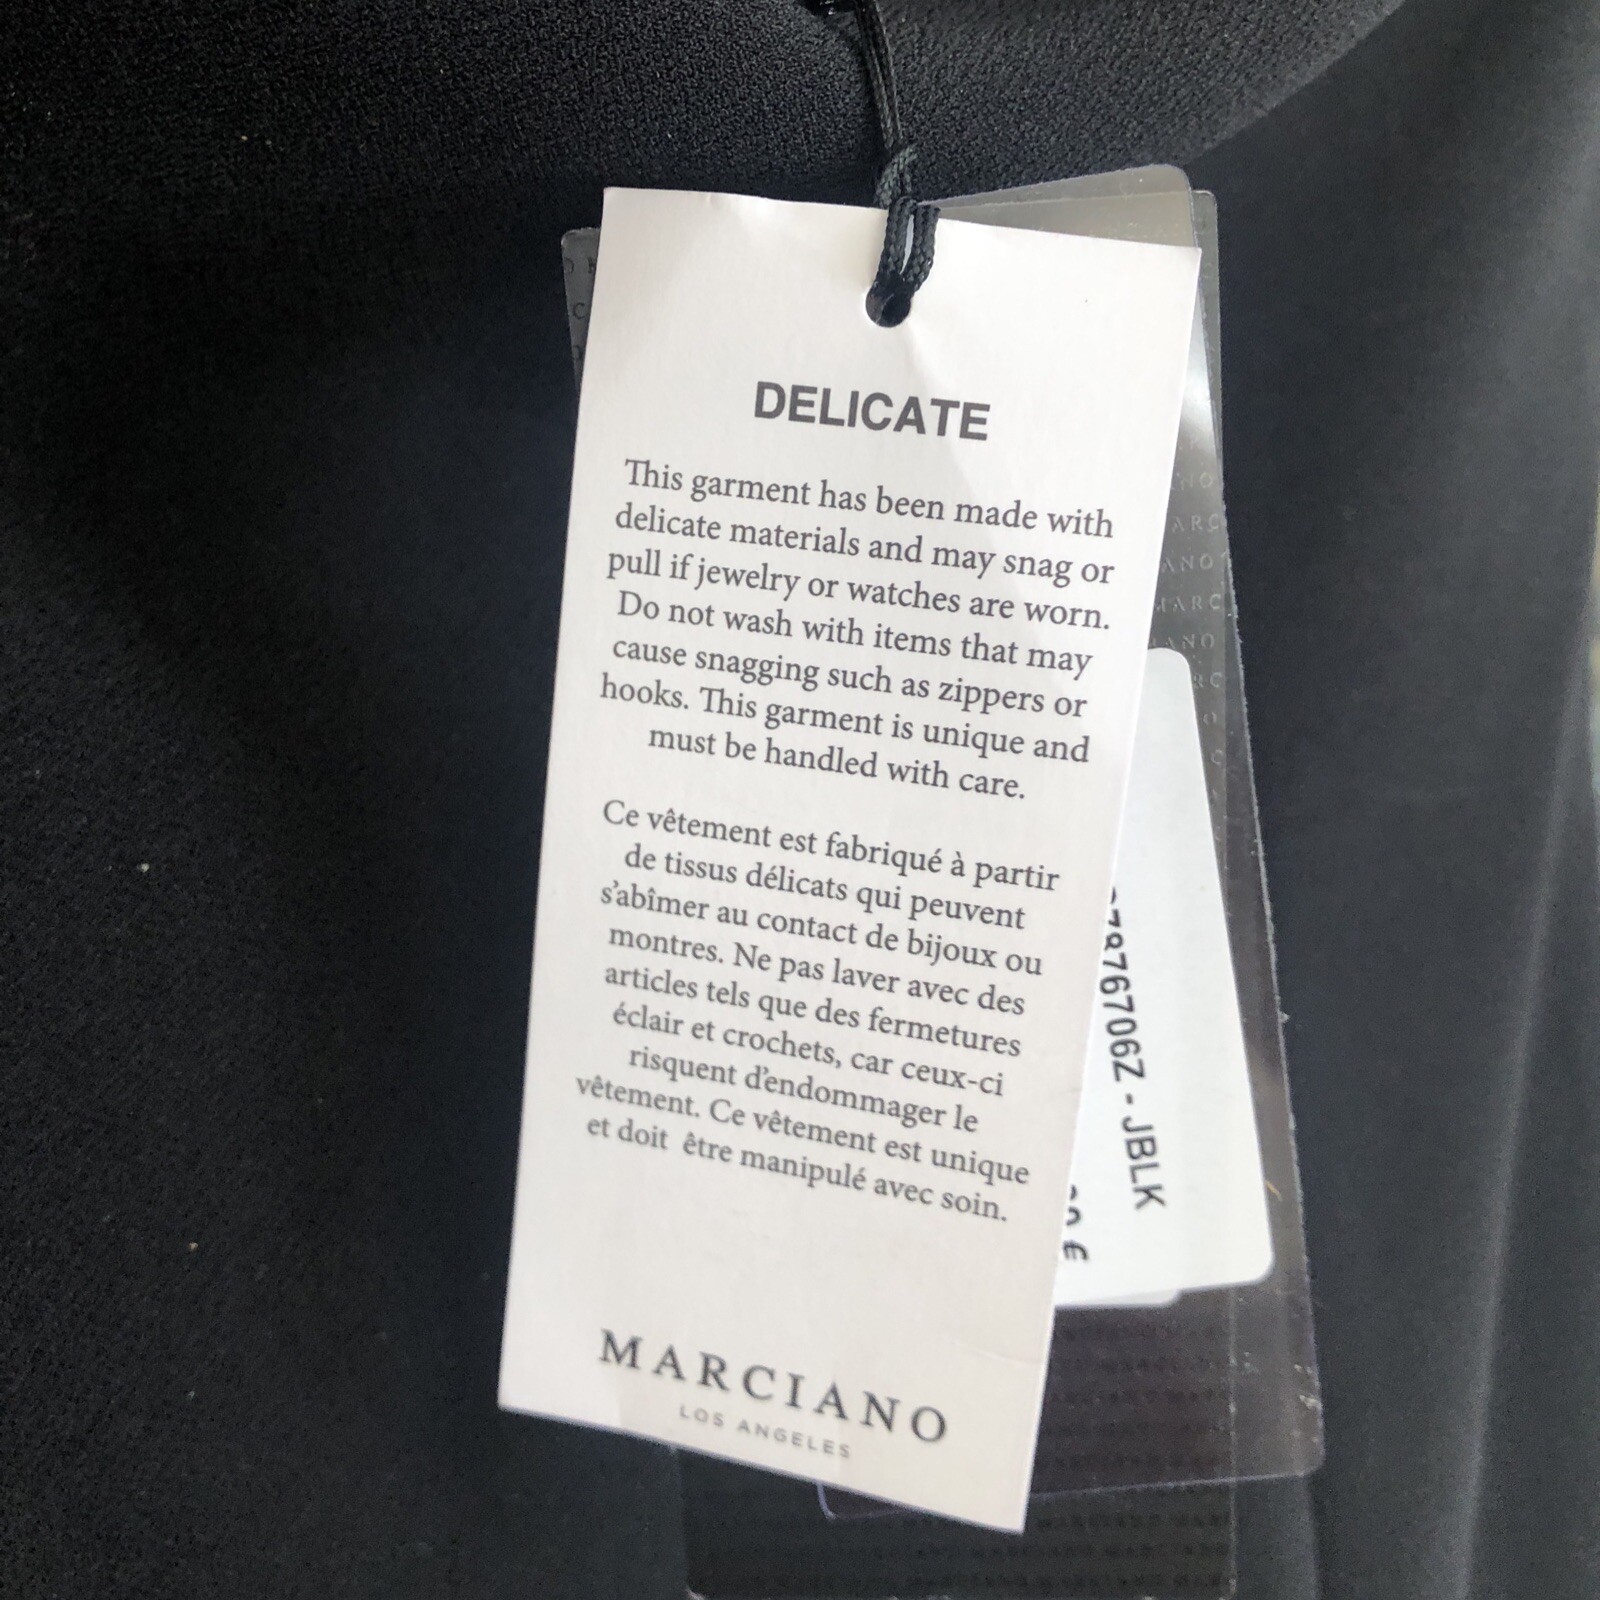 DELICATE
This garment has been made with
delicate materials and may snag or
pull if jewelry or watches are worn.
Do not wash with items that may
cause snagging such as zippers or
hooks. This garment is unique and
must be handled with care.
Ce vêtement est fabriqué à partir
de tissus délicats qui peuvent
s'abîmer au contact de bijoux ou
montres. Ne pas laver avec des
articles tels que des fermetures
éclair et crochets, car ceux-ci
risquent d'endommager le
vêtement. Ce vêtement est unique
et doit être manipulé avec soin.
MARCIANO
LOS ANGELES
7876706Z - JBLK
€